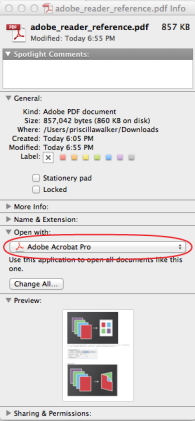 adobe_reader_reference.pdf Info
adobe_reader_reference.pdf 857 KB
Modified: Today 6:55 PM
Spotlight Comments:
General:
Kind: Adobe PDF document
Size: 857,042 bytes (860 KB on disk)
Where: /Users/priscillawalker/Downloads
Created: Today 6:05 PM
Modified: Today 6:55 PM
Label: ×
Stationery pad
Locked
More Info:
Name & Extension:
Open with:
Adobe Acrobat Pro
Use this application to open all documents like this
one.
Change All...
Preview:
Sharing & Permissions: